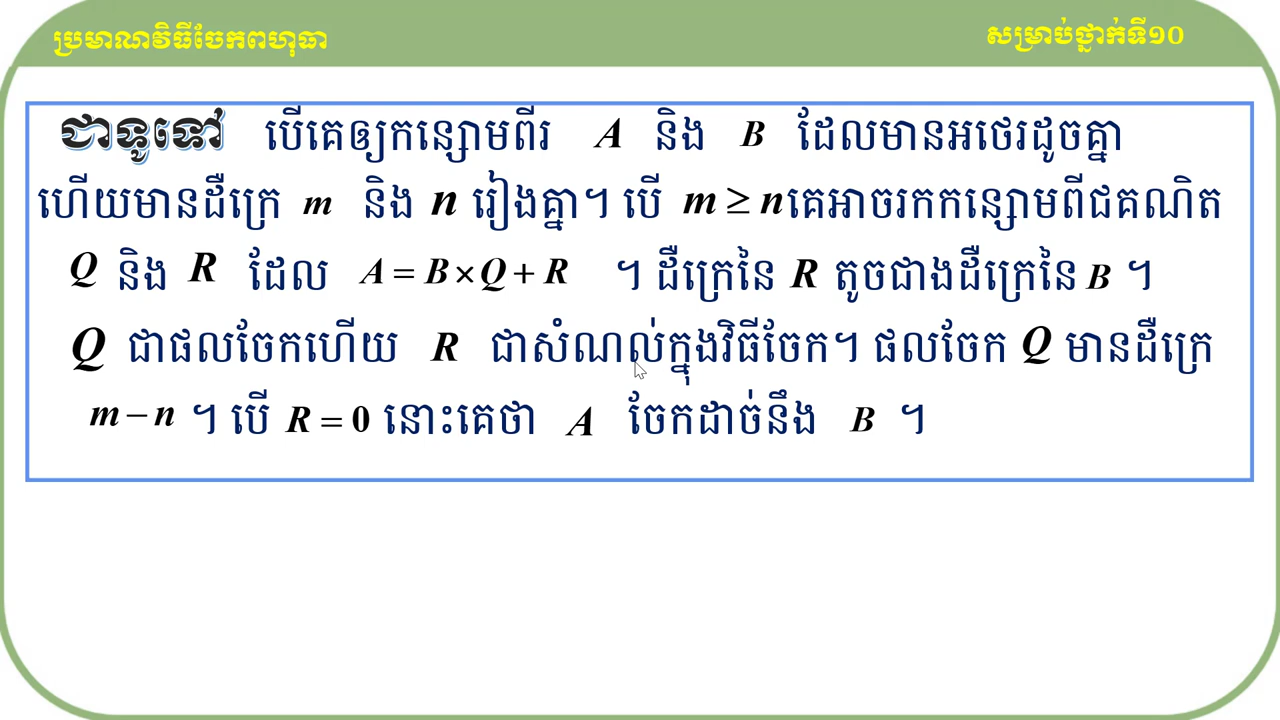 ប្រមាណវិធីចែកពហុធា
សម្រាប់ថ្នាក់ទី១០
ជាទូទៅ បើគេឲ្យកន្សោមពីរ A និង B ដែលមានអថេរដូចគ្នា
ហើយមានដឺក្រេ m និង n រៀងគ្នា។ បើ m ≥ n គេអាចរកកន្សោមពីជគណិត
Q និង R ដែល A = B × Q + R ។ ដឺក្រេនៃ R តូចជាងដឺក្រេនៃ B ។
Q ជាផលចែកហើយ R ជាសំណល់ក្នុងវិធីចែក។ ផលចែក Q មានដឺក្រេ
m − n ។ បើ R = 0 នោះគេថា A ចែកដាច់នឹង B ។